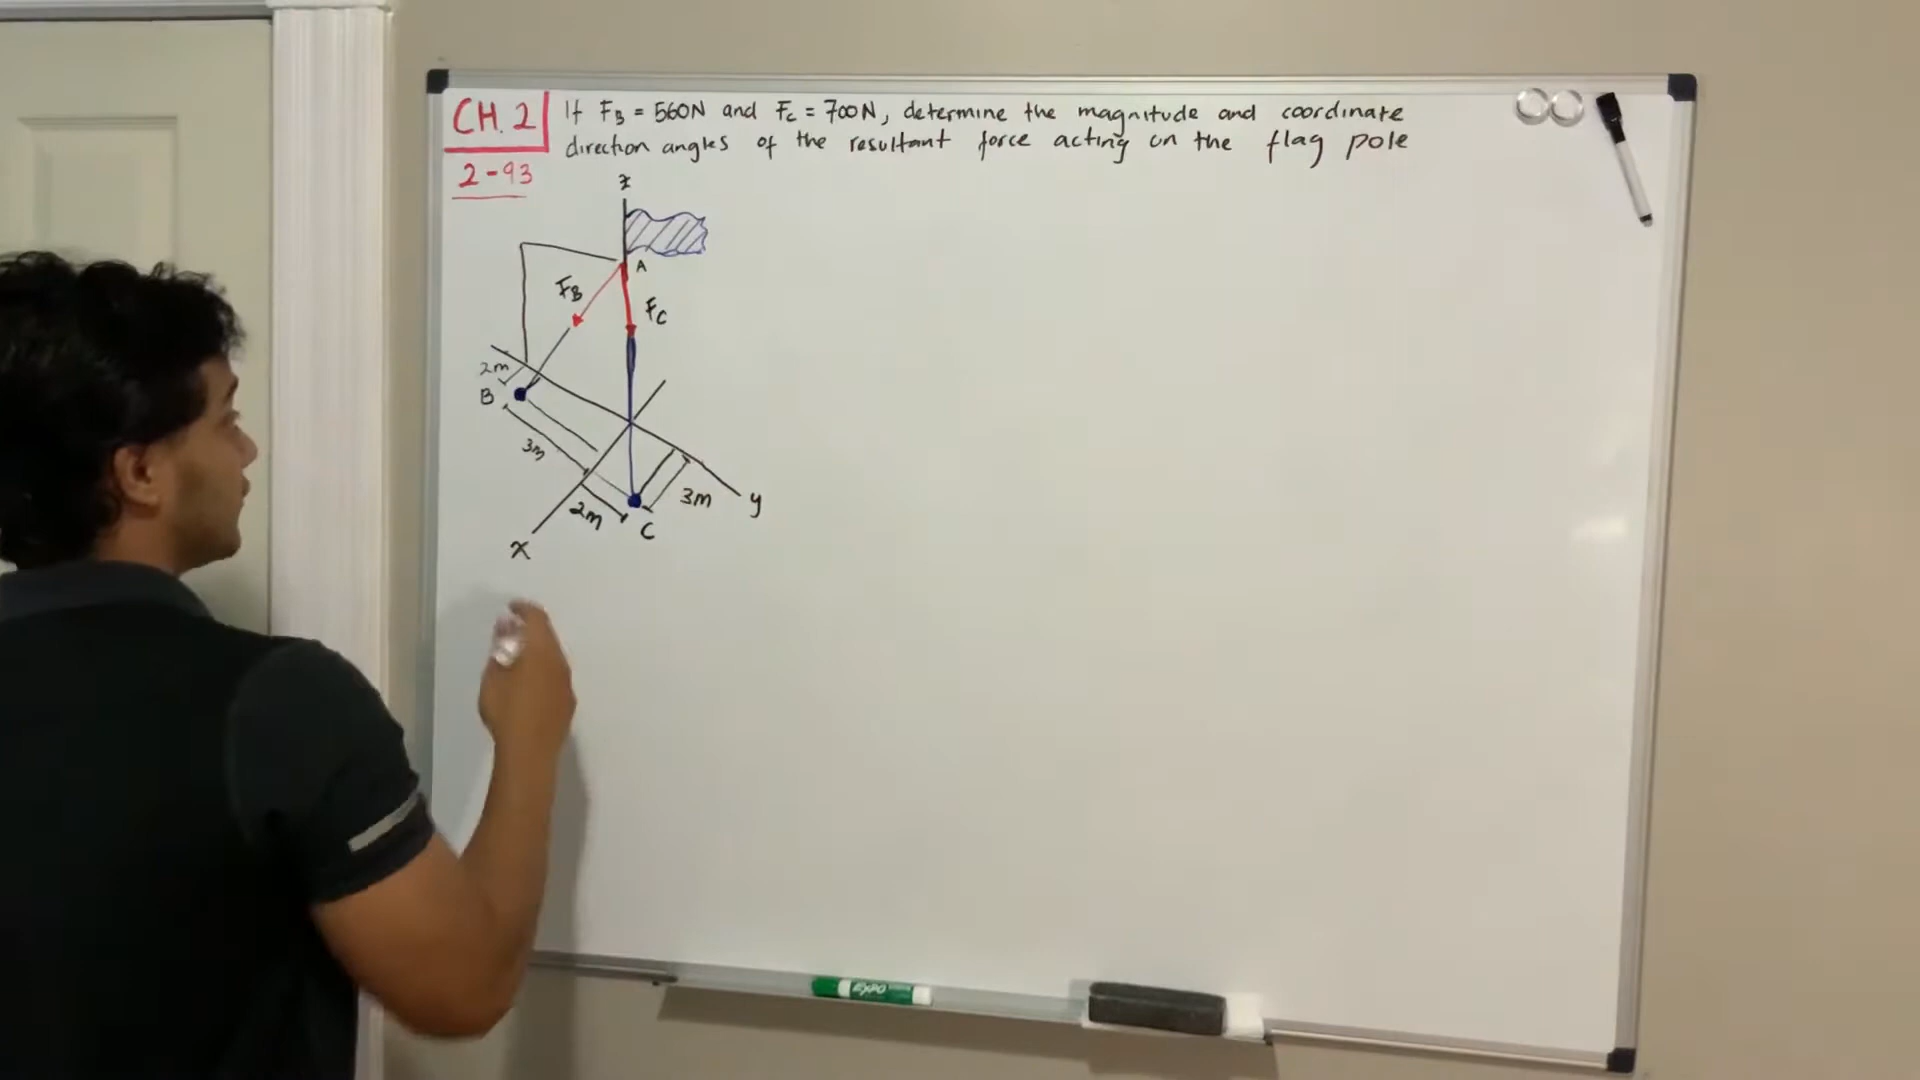 CH. 2
If FB = 560N and Fc = 700N, determine the magnitude and coordinate
direction angles of the resultant force acting on the flag pole
2-93
z
A
FB
Fc
2m
B
3m
3m
y
2m
C
x
EXPO